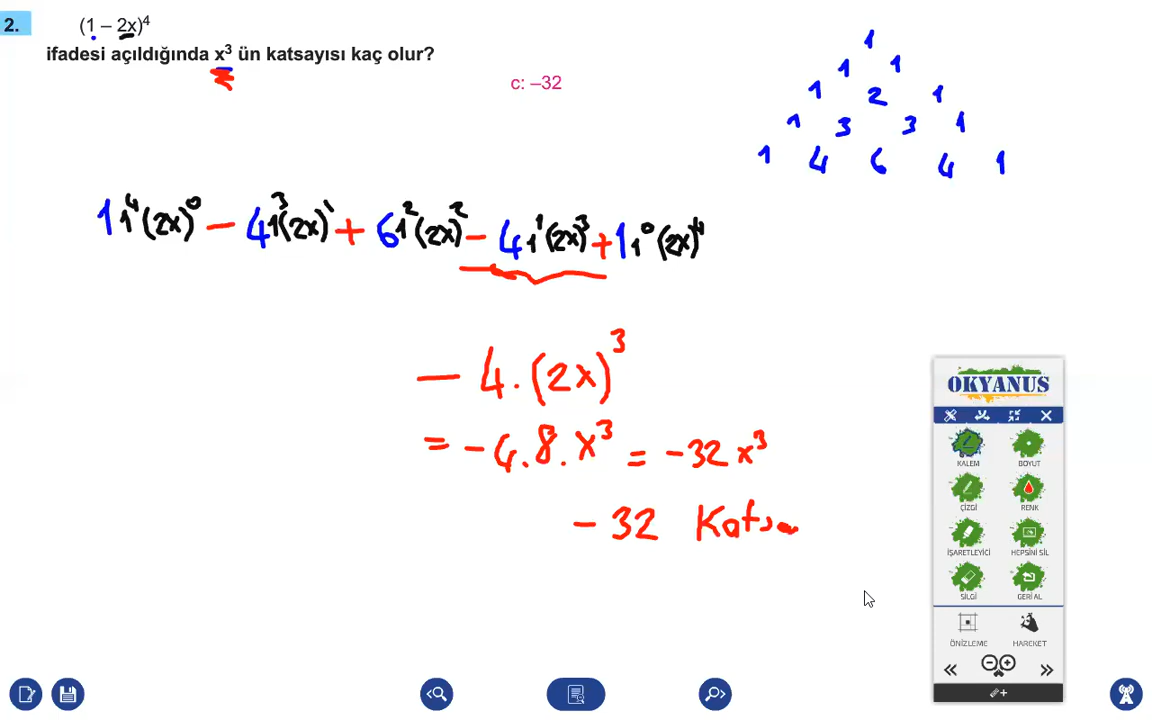 2.
(1 – 2x)⁴
ifadesi açıldığında x³ ün katsayısı kaç olur?
c: –32
1
1 1
1 2 1
1 3 3 1
1 4 6 4 1
1 1⁴(2x)⁰ – 4 1³(2x)¹ + 6 1²(2x)² – 4 1¹(2x)³ + 1 1⁰(2x)⁴
– 4 . (2x)³
= – 4 . 8 . x³ = – 32 x³
– 32
OKYANUS
KALEM BOYUT
ÇİZGİ RENK
İŞARETLEYİCİ HEPSİNİ SİL
SİLGİ GERİ AL
ÖNİZLEME HAREKET